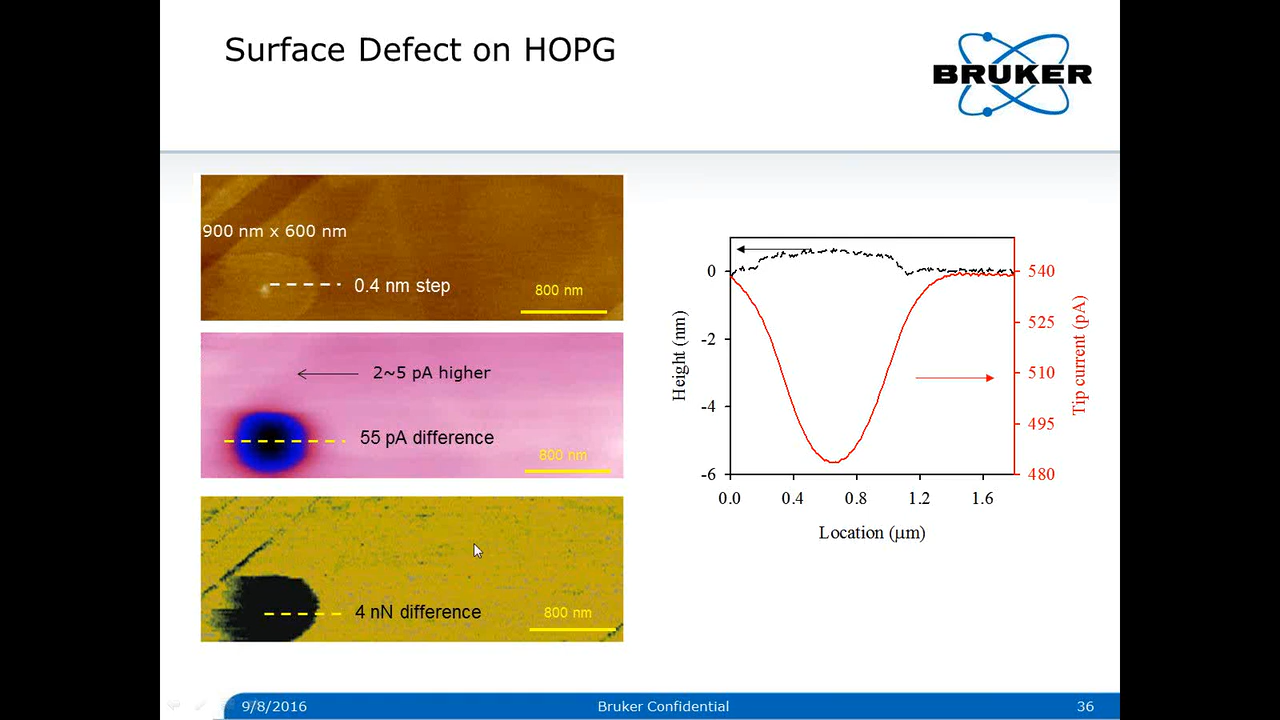 Surface Defect on HOPG
BRUKER
900 nm x 600 nm
0.4 nm step
800 nm
2~5 pA higher
55 pA difference
800 nm
4 nN difference
800 nm
Height (nm)
0
-2
-4
-6
540
525
510
495
480
Tip current (pA)
0.0 0.4 0.8 1.2 1.6
Location (μm)
9/8/2016 Bruker Confidential 36